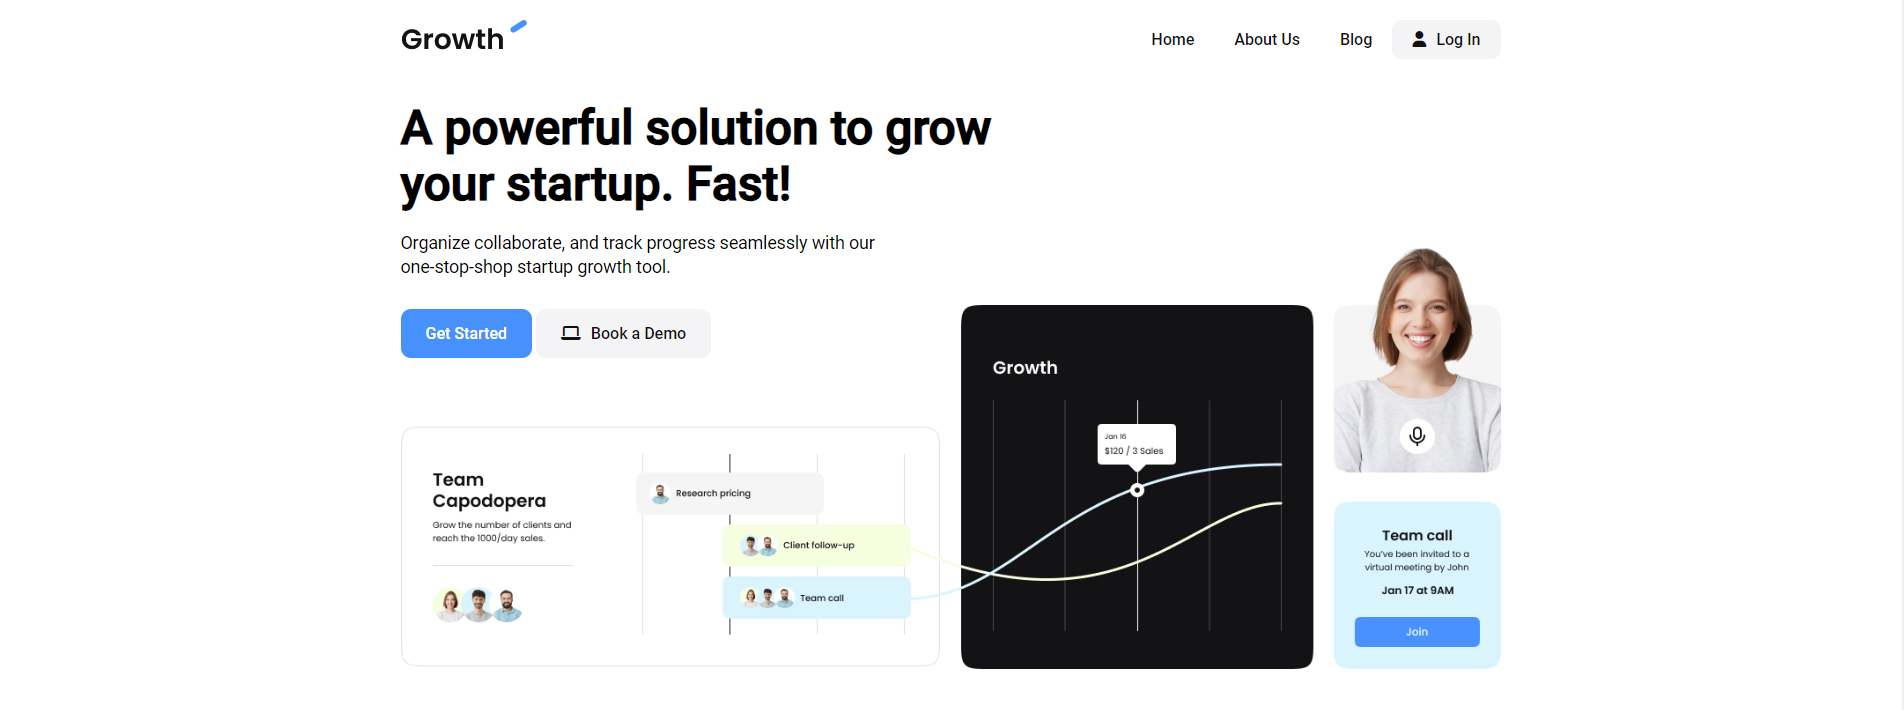 Growth
Home
About Us
Blog
Log In
A powerful solution to grow
your startup. Fast!
Organize collaborate, and track progress seamlessly with our
one-stop-shop startup growth tool.
Get Started
Book a Demo
Team
Capodopera
Grow the number of clients and
reach the 1000/day sales.
Research pricing
Client follow-up
Team call
Growth
Jan 16
$120 / 3 Sales
Team call
You've been invited to a
virtual meeting by John
Jan 17 at 9AM
Join